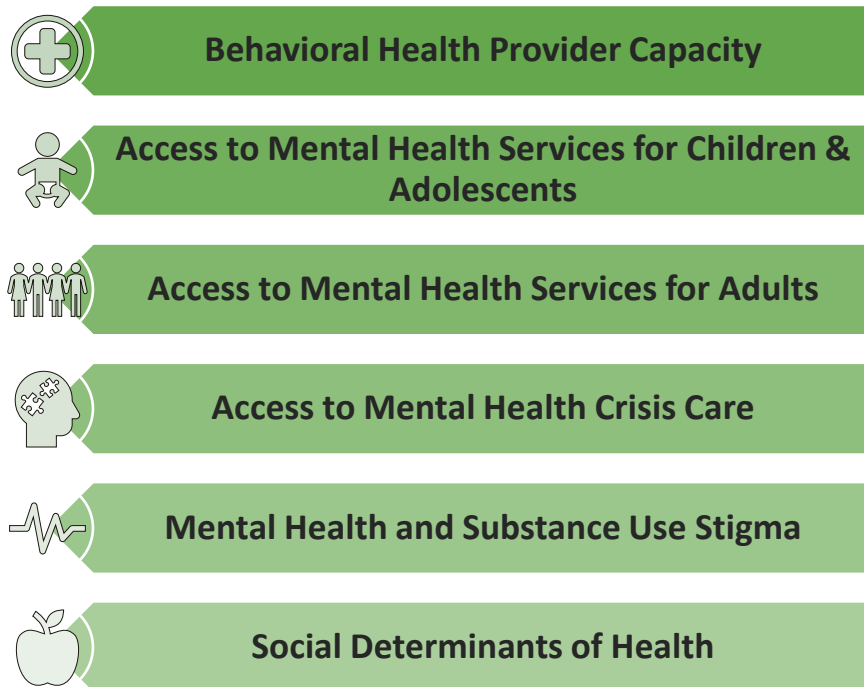 Behavioral Health Provider Capacity
Access to Mental Health Services for Children &
Adolescents
Access to Mental Health Services for Adults
Access to Mental Health Crisis Care
Mental Health and Substance Use Stigma
Social Determinants of Health